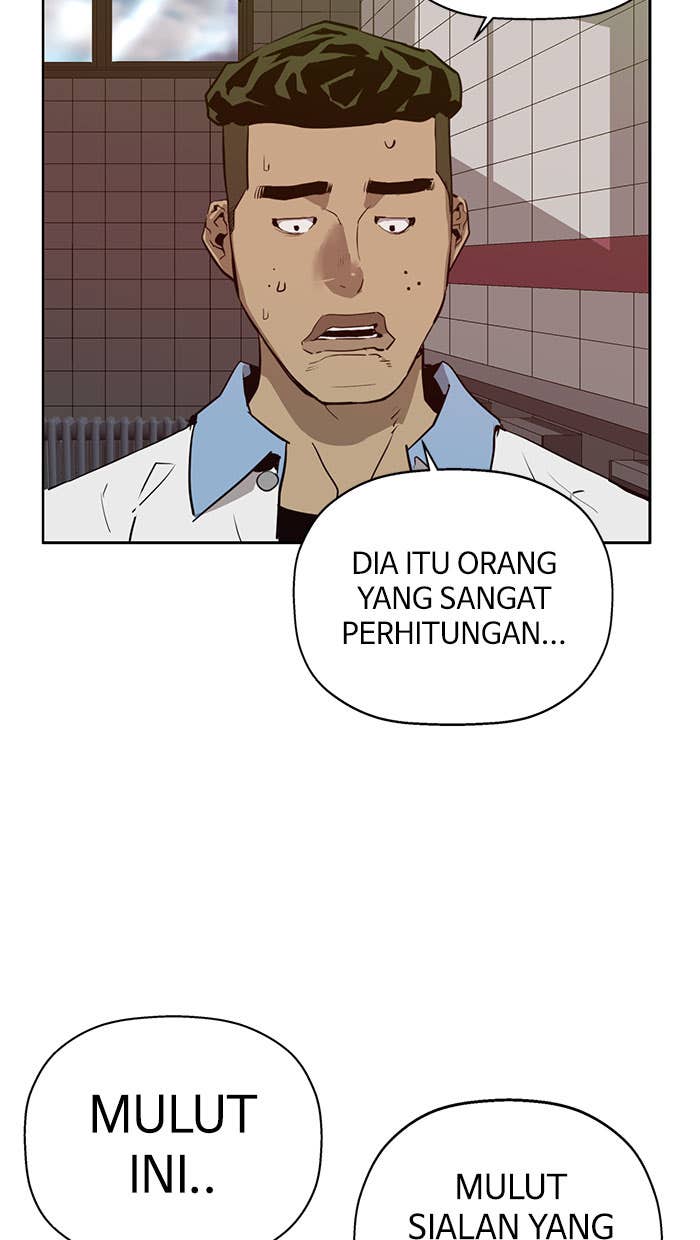 DIA ITU ORANG
YANG SANGAT
PERHITUNGAN...
MULUT
INI..
MULUT
SIALAN YANG